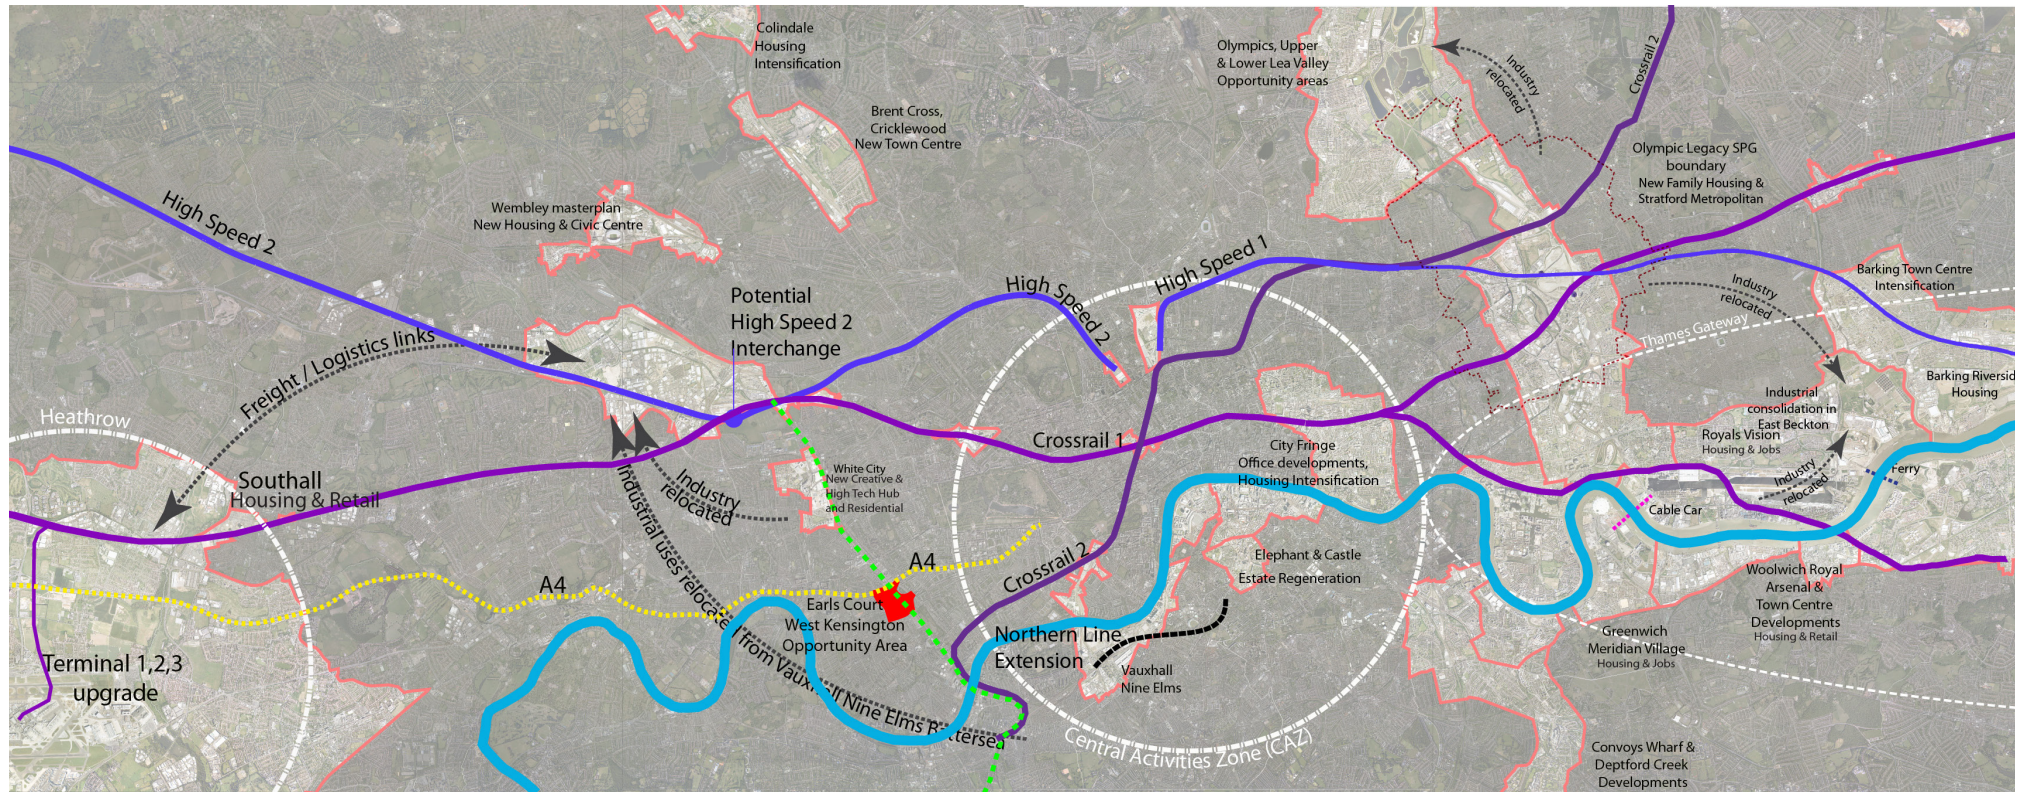 Colindale
Housing
Intensification
Brent Cross,
Cricklewood
New Town Centre
Olympics, Upper
& Lower Lea Valley
Opportunity areas
Industry
relocated
Crossrail 2
Olympic Legacy SPG
boundary
New Family Housing &
Stratford Metropolitan
High Speed 2
Wembley masterplan
New Housing & Civic Centre
Potential
High Speed 2
Interchange
High Speed 2
High Speed 1
Industry
relocated
Barking Town Centre
Intensification
Thames Gateway
Freight / Logistics links
Heathrow
Barking Riversid
Housing
Industrial
consolidation in
East Beckton
Royals Vision
Housing & Jobs
Crossrail 1
City Fringe
Office developments,
Housing Intensification
Southall
Housing & Retail
White City
New Creative &
High Tech Hub
and Residential
Industry
relocated
Industry
relocated
Ferry
Cable Car
Industrial uses relocated from Vauxhall Nine Elms Battersea
A4
A4
Crossrail 2
Elephant & Castle
Estate Regeneration
Earls Court
West Kensington
Opportunity Area
Northern Line
Extension
Vauxhall
Nine Elms
Woolwich Royal
Arsenal &
Town Centre
Developments
Housing & Retail
Greenwich
Meridian Village
Housing & Jobs
Terminal 1,2,3
upgrade
Central Activities Zone (CAZ)
Convoys Wharf &
Deptford Creek
Developments